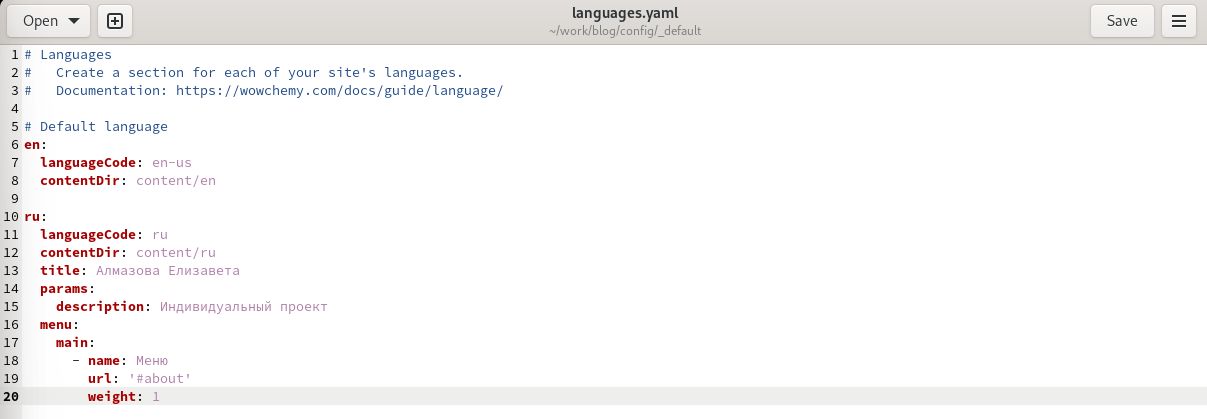 Open
languages.yaml
~/work/blog/config/_default
Save
1 # Languages
2 #   Create a section for each of your site's languages.
3 #   Documentation: https://wowchemy.com/docs/guide/language/
4
5 # Default language
6 en:
7   languageCode: en-us
8   contentDir: content/en
9
10 ru:
11   languageCode: ru
12   contentDir: content/ru
13   title: Алмазова Елизавета
14   params:
15     description: Индивидуальный проект
16   menu:
17     main:
18       - name: Меню
19         url: '#about'
20         weight: 1